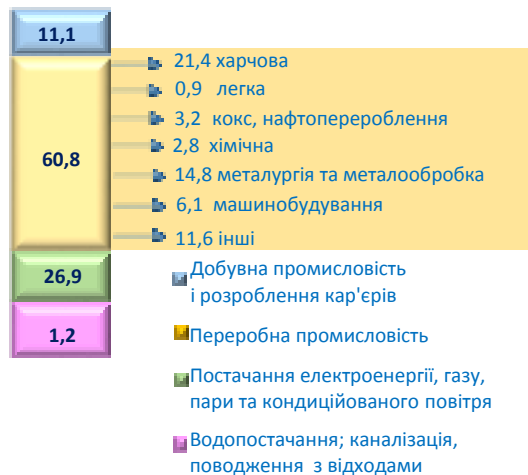 11,1
21,4 харчова
0,9 легка
3,2 кокс, нафтоперероблення
2,8 хімічна
60,8
14,8 металургія та металообробка
6,1 машинобудування
11,6 інші
26,9
Добувна промисловість
і розроблення кар'єрів
1,2
Переробна промисловість
Постачання електроенергії, газу,
пари та кондиційованого повітря
Водопостачання; каналізація,
поводження з відходами